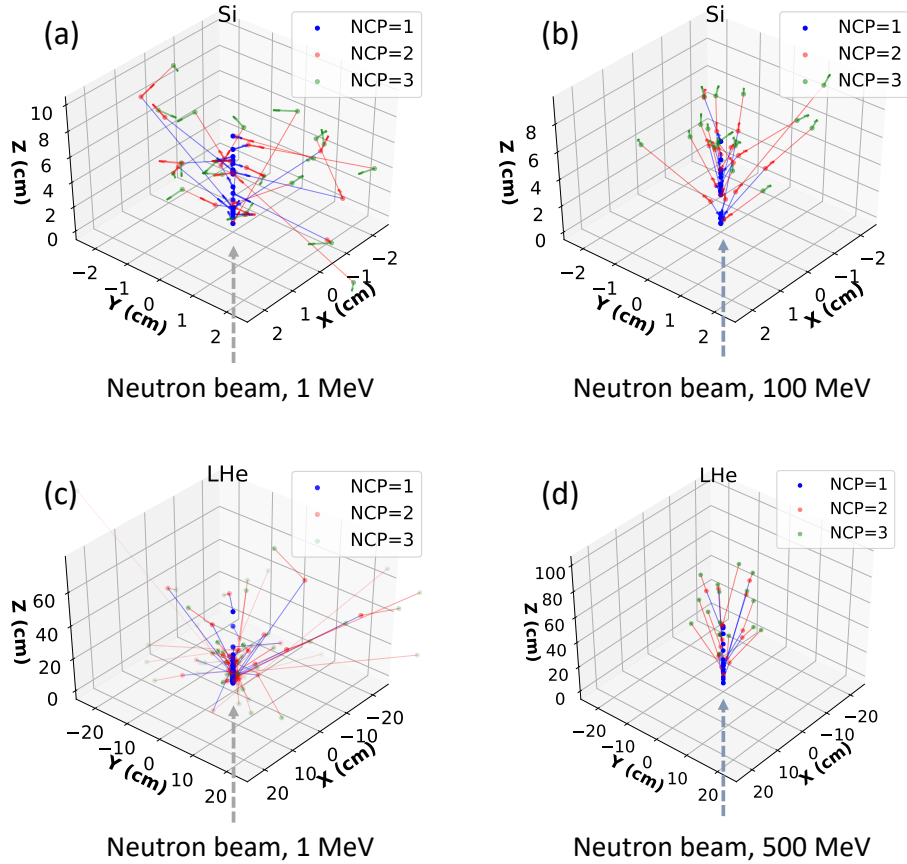 (a)
Si
NCP=1
NCP=2
NCP=3
Z (cm)
10
8
6
4
2
0
−2
−1
0
1
2
Y (cm)
2
1
0
−1
−2
X (cm)
Neutron beam, 1 MeV
(b)
Si
NCP=1
NCP=2
NCP=3
Z (cm)
8
6
4
2
0
−2
−1
0
1
2
Y (cm)
2
1
0
−1
−2
X (cm)
Neutron beam, 100 MeV
(c)
LHe
NCP=1
NCP=2
NCP=3
Z (cm)
60
40
20
0
−20
−10
0
10
20
Y (cm)
20
10
0
−10
−20
X (cm)
Neutron beam, 1 MeV
(d)
LHe
NCP=1
NCP=2
NCP=3
Z (cm)
100
80
60
40
20
0
−20
−10
0
10
20
Y (cm)
20
10
0
−10
−20
X (cm)
Neutron beam, 500 MeV